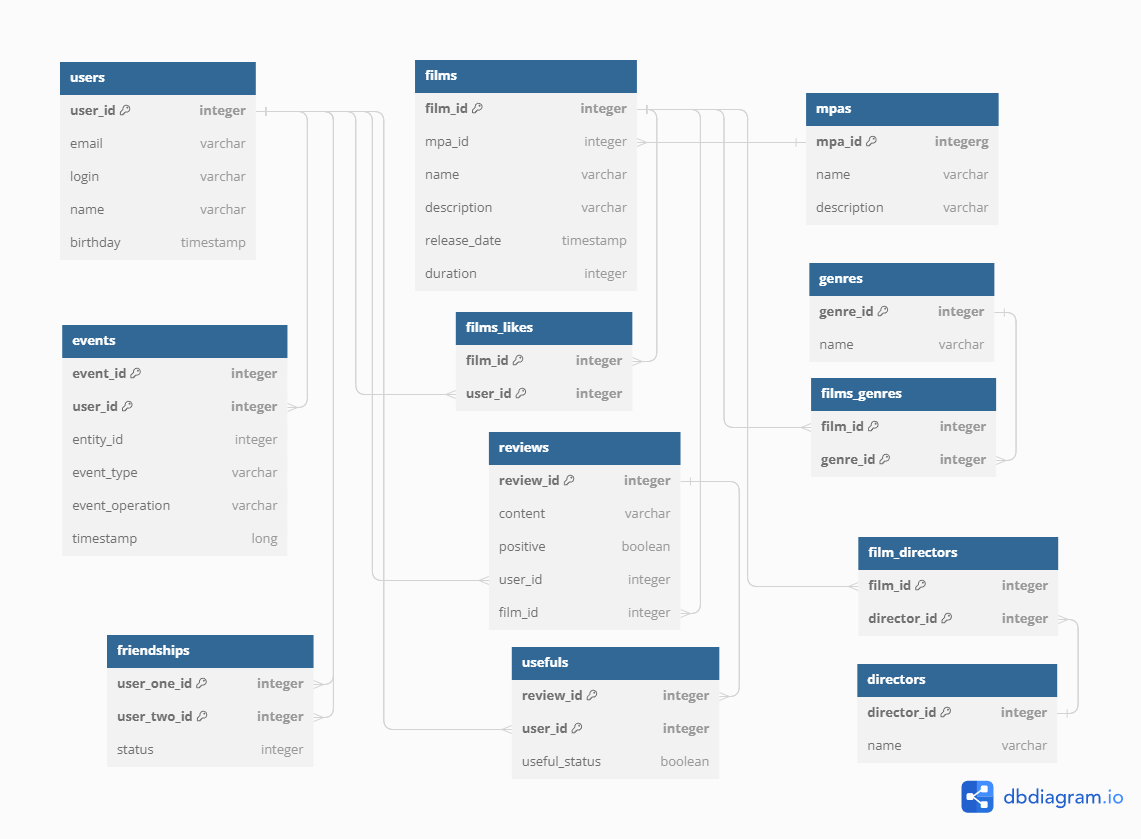 users
user_id integer
email varchar
login varchar
name varchar
birthday timestamp
films
film_id integer
mpa_id integer
name varchar
description varchar
release_date timestamp
duration integer
mpas
mpa_id integerg
name varchar
description varchar
genres
genre_id integer
name varchar
films_likes
film_id integer
user_id integer
events
event_id integer
user_id integer
entity_id integer
event_type varchar
event_operation varchar
timestamp long
films_genres
film_id integer
genre_id integer
reviews
review_id integer
content varchar
positive boolean
user_id integer
film_id integer
film_directors
film_id integer
director_id integer
friendships
user_one_id integer
user_two_id integer
status integer
usefuls
review_id integer
user_id integer
useful_status boolean
directors
director_id integer
name varchar
dbdiagram.io